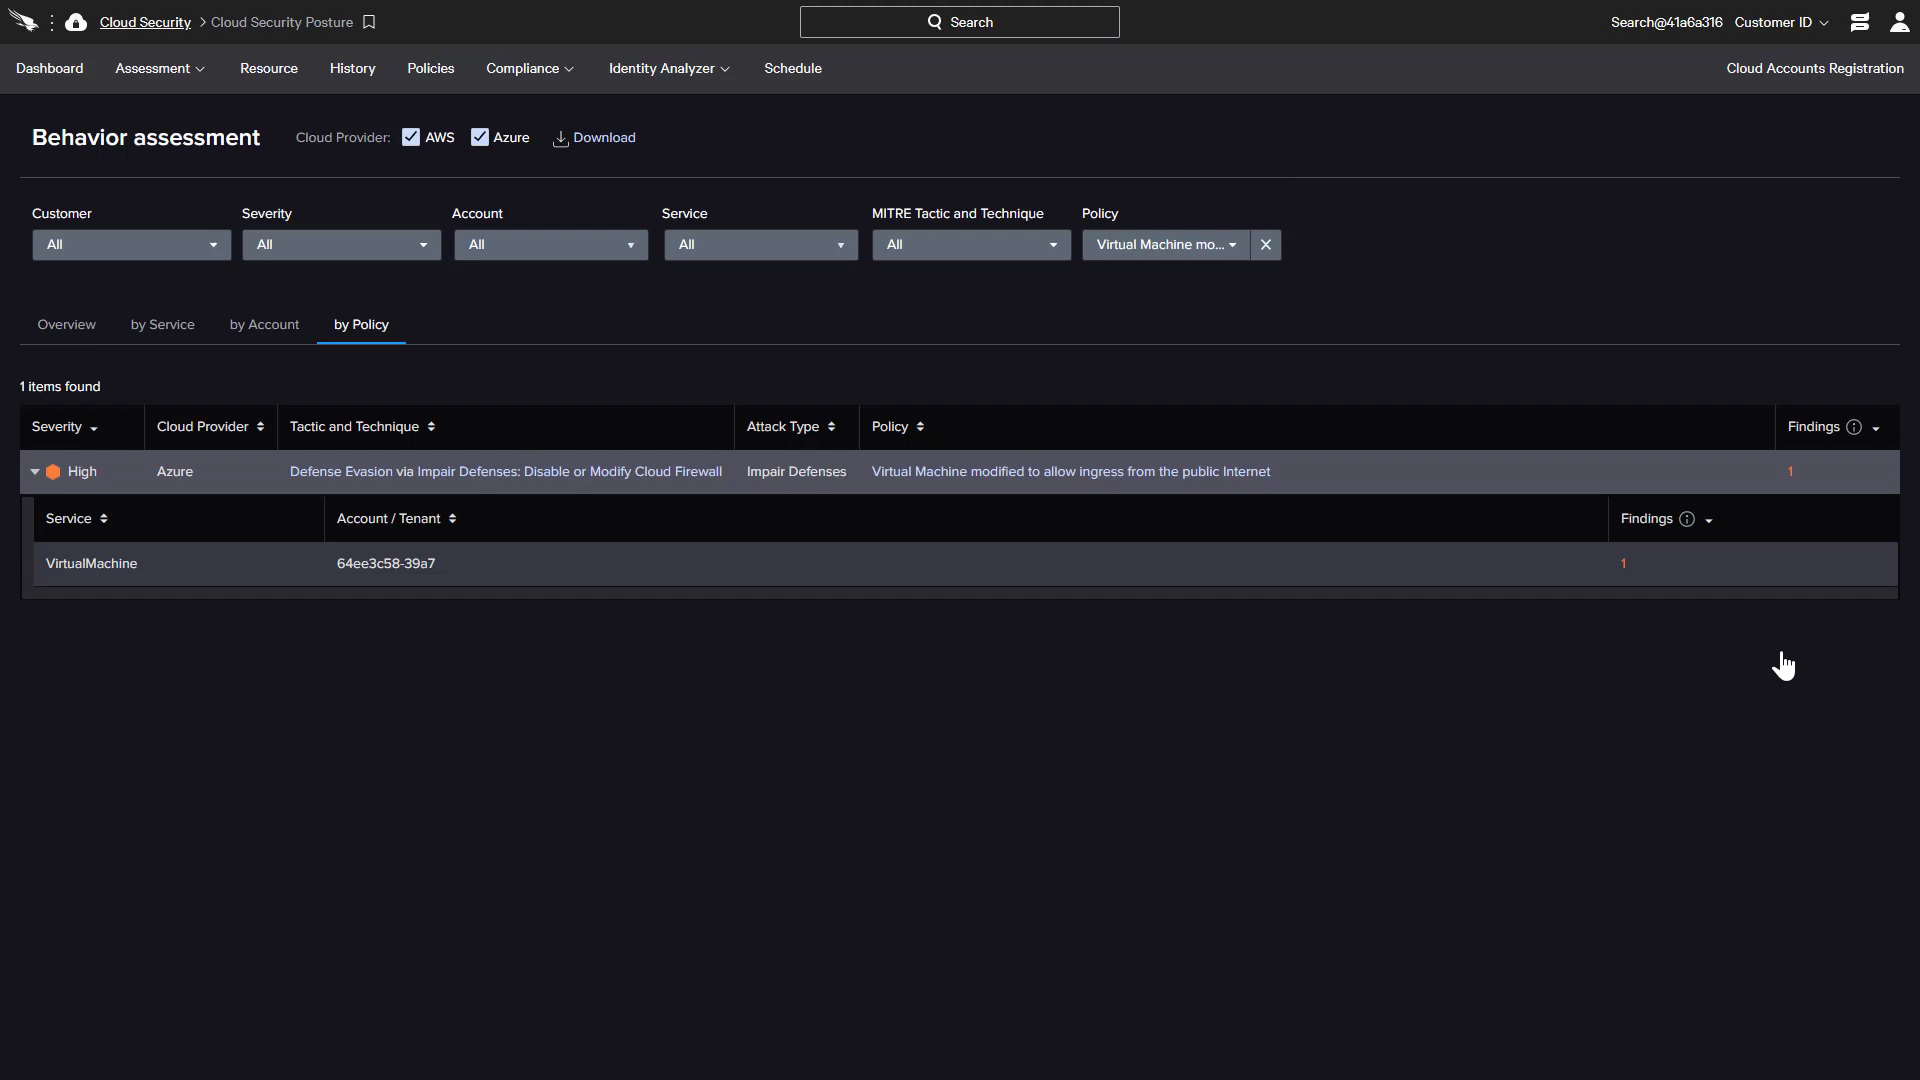 Cloud Security > Cloud Security Posture
Search
Search@41a6a316 Customer ID
Dashboard Assessment Resource History Policies Compliance Identity Analyzer Schedule Cloud Accounts Registration
Behavior assessment Cloud Provider: AWS Azure Download
Customer Severity Account Service MITRE Tactic and Technique Policy
All All All All All Virtual Machine mo...
Overview by Service by Account by Policy
1 items found
Severity Cloud Provider Tactic and Technique Attack Type Policy Findings
High Azure Defense Evasion via Impair Defenses: Disable or Modify Cloud Firewall Impair Defenses Virtual Machine modified to allow ingress from the public Internet 1
Service Account / Tenant Findings
VirtualMachine 64ee3c58-39a7 1